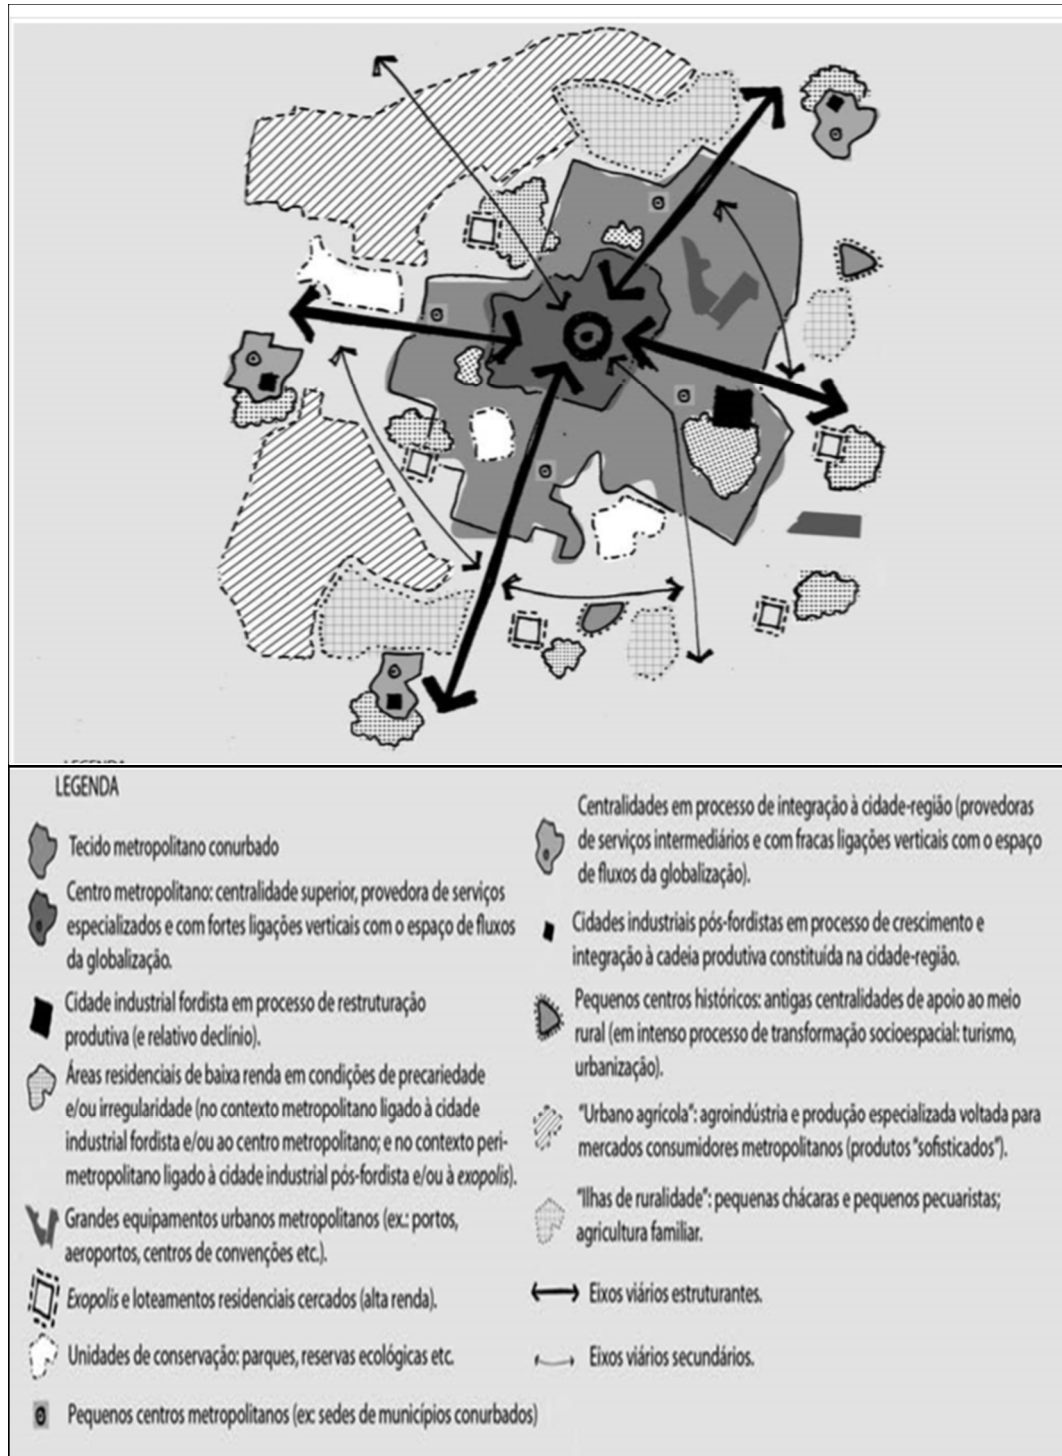 LEGENDA
LEGENDA
Tecido metropolitano conurbado
Centro metropolitano: centralidade superior, provedora de serviços
especializados e com fortes ligações verticais com o espaço de fluxos
da globalização.
Cidade industrial fordista em processo de restruturação
produtiva (e relativo declínio).
Áreas residenciais de baixa renda em condições de precariedade
e/ou irregularidade (no contexto metropolitano ligado à cidade
industrial fordista e/ou ao centro metropolitano; e no contexto peri-
metropolitano ligado à cidade industrial pós-fordista e/ou à exopolis).
Grandes equipamentos urbanos metropolitanos (ex.: portos,
aeroportos, centros de convenções etc.).
Exopolis e loteamentos residenciais cercados (alta renda).
Unidades de conservação: parques, reservas ecológicas etc.
Pequenos centros metropolitanos (ex: sedes de municípios conurbados)
Centralidades em processo de integração à cidade-região (provedoras
de serviços intermediários e com fracas ligações verticais com o espaço
de fluxos da globalização).
Cidades industriais pós-fordistas em processo de crescimento e
integração à cadeia produtiva constituída na cidade-região.
Pequenos centros históricos: antigas centralidades de apoio ao meio
rural (em intenso processo de transformação socioespacial: turismo,
urbanização).
"Urbano agrícola": agroindústria e produção especializada voltada para
mercados consumidores metropolitanos (produtos "sofisticados").
"Ilhas de ruralidade": pequenas chácaras e pequenos pecuaristas;
agricultura familiar.
Eixos viários estruturantes.
Eixos viários secundários.